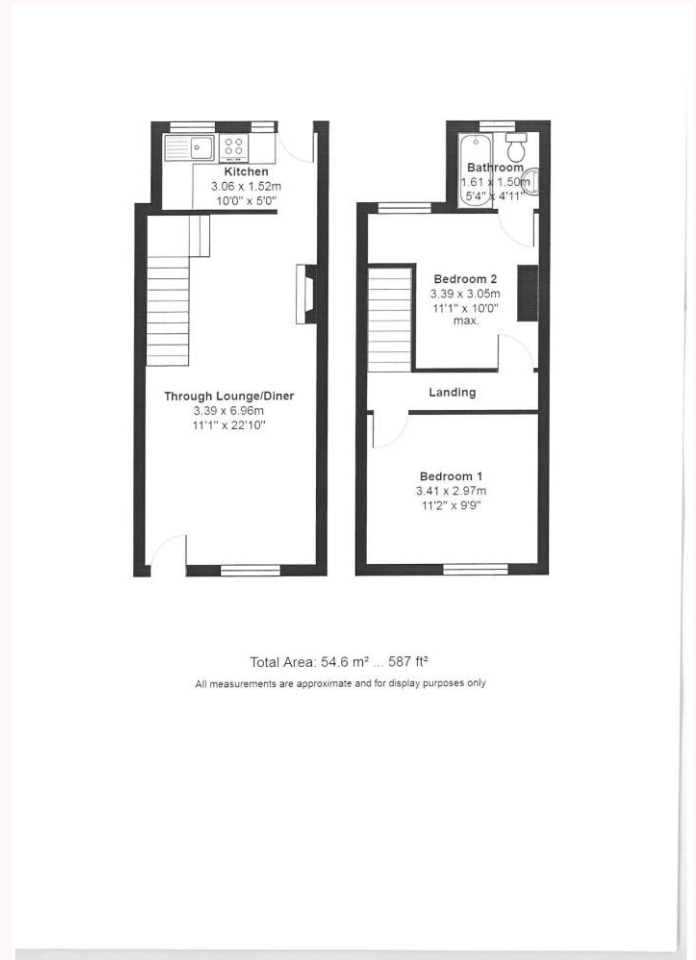 Kitchen
3.06 x 1.52m
10'0" x 5'0"
Through Lounge/Diner
3.39 x 6.96m
11'1" x 22'10"
Bathroom
1.61 x 1.50m
5'4" x 4'11"
Bedroom 2
3.39 x 3.05m
11'1" x 10'0"
max.
Landing
Bedroom 1
3.41 x 2.97m
11'2" x 9'9"
Total Area: 54.6 m² ... 587 ft²
All measurements are approximate and for display purposes only